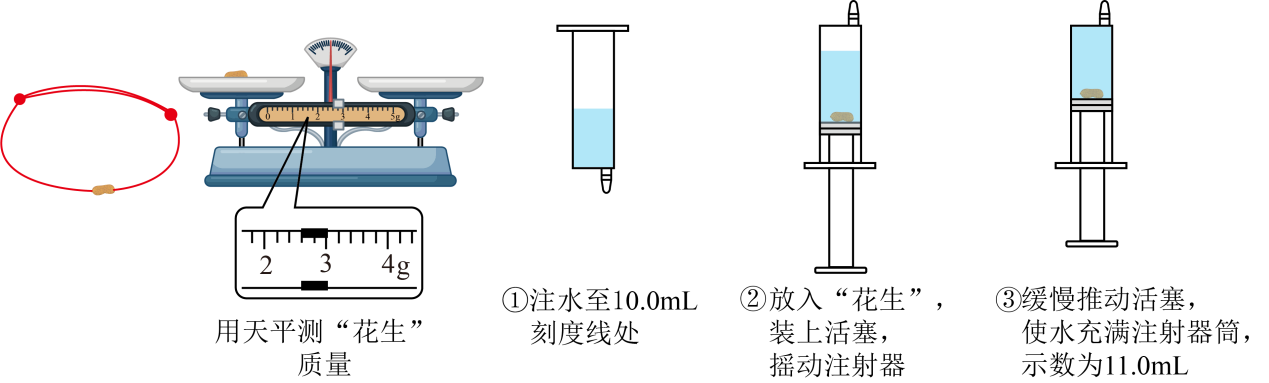 0 1 2 3 4 5g
2 3 4g
用天平测“花生”
质量
①注水至10.0mL
刻度线处
②放入“花生”，
装上活塞，
摇动注射器
③缓慢推动活塞，
使水充满注射器筒，
示数为11.0mL